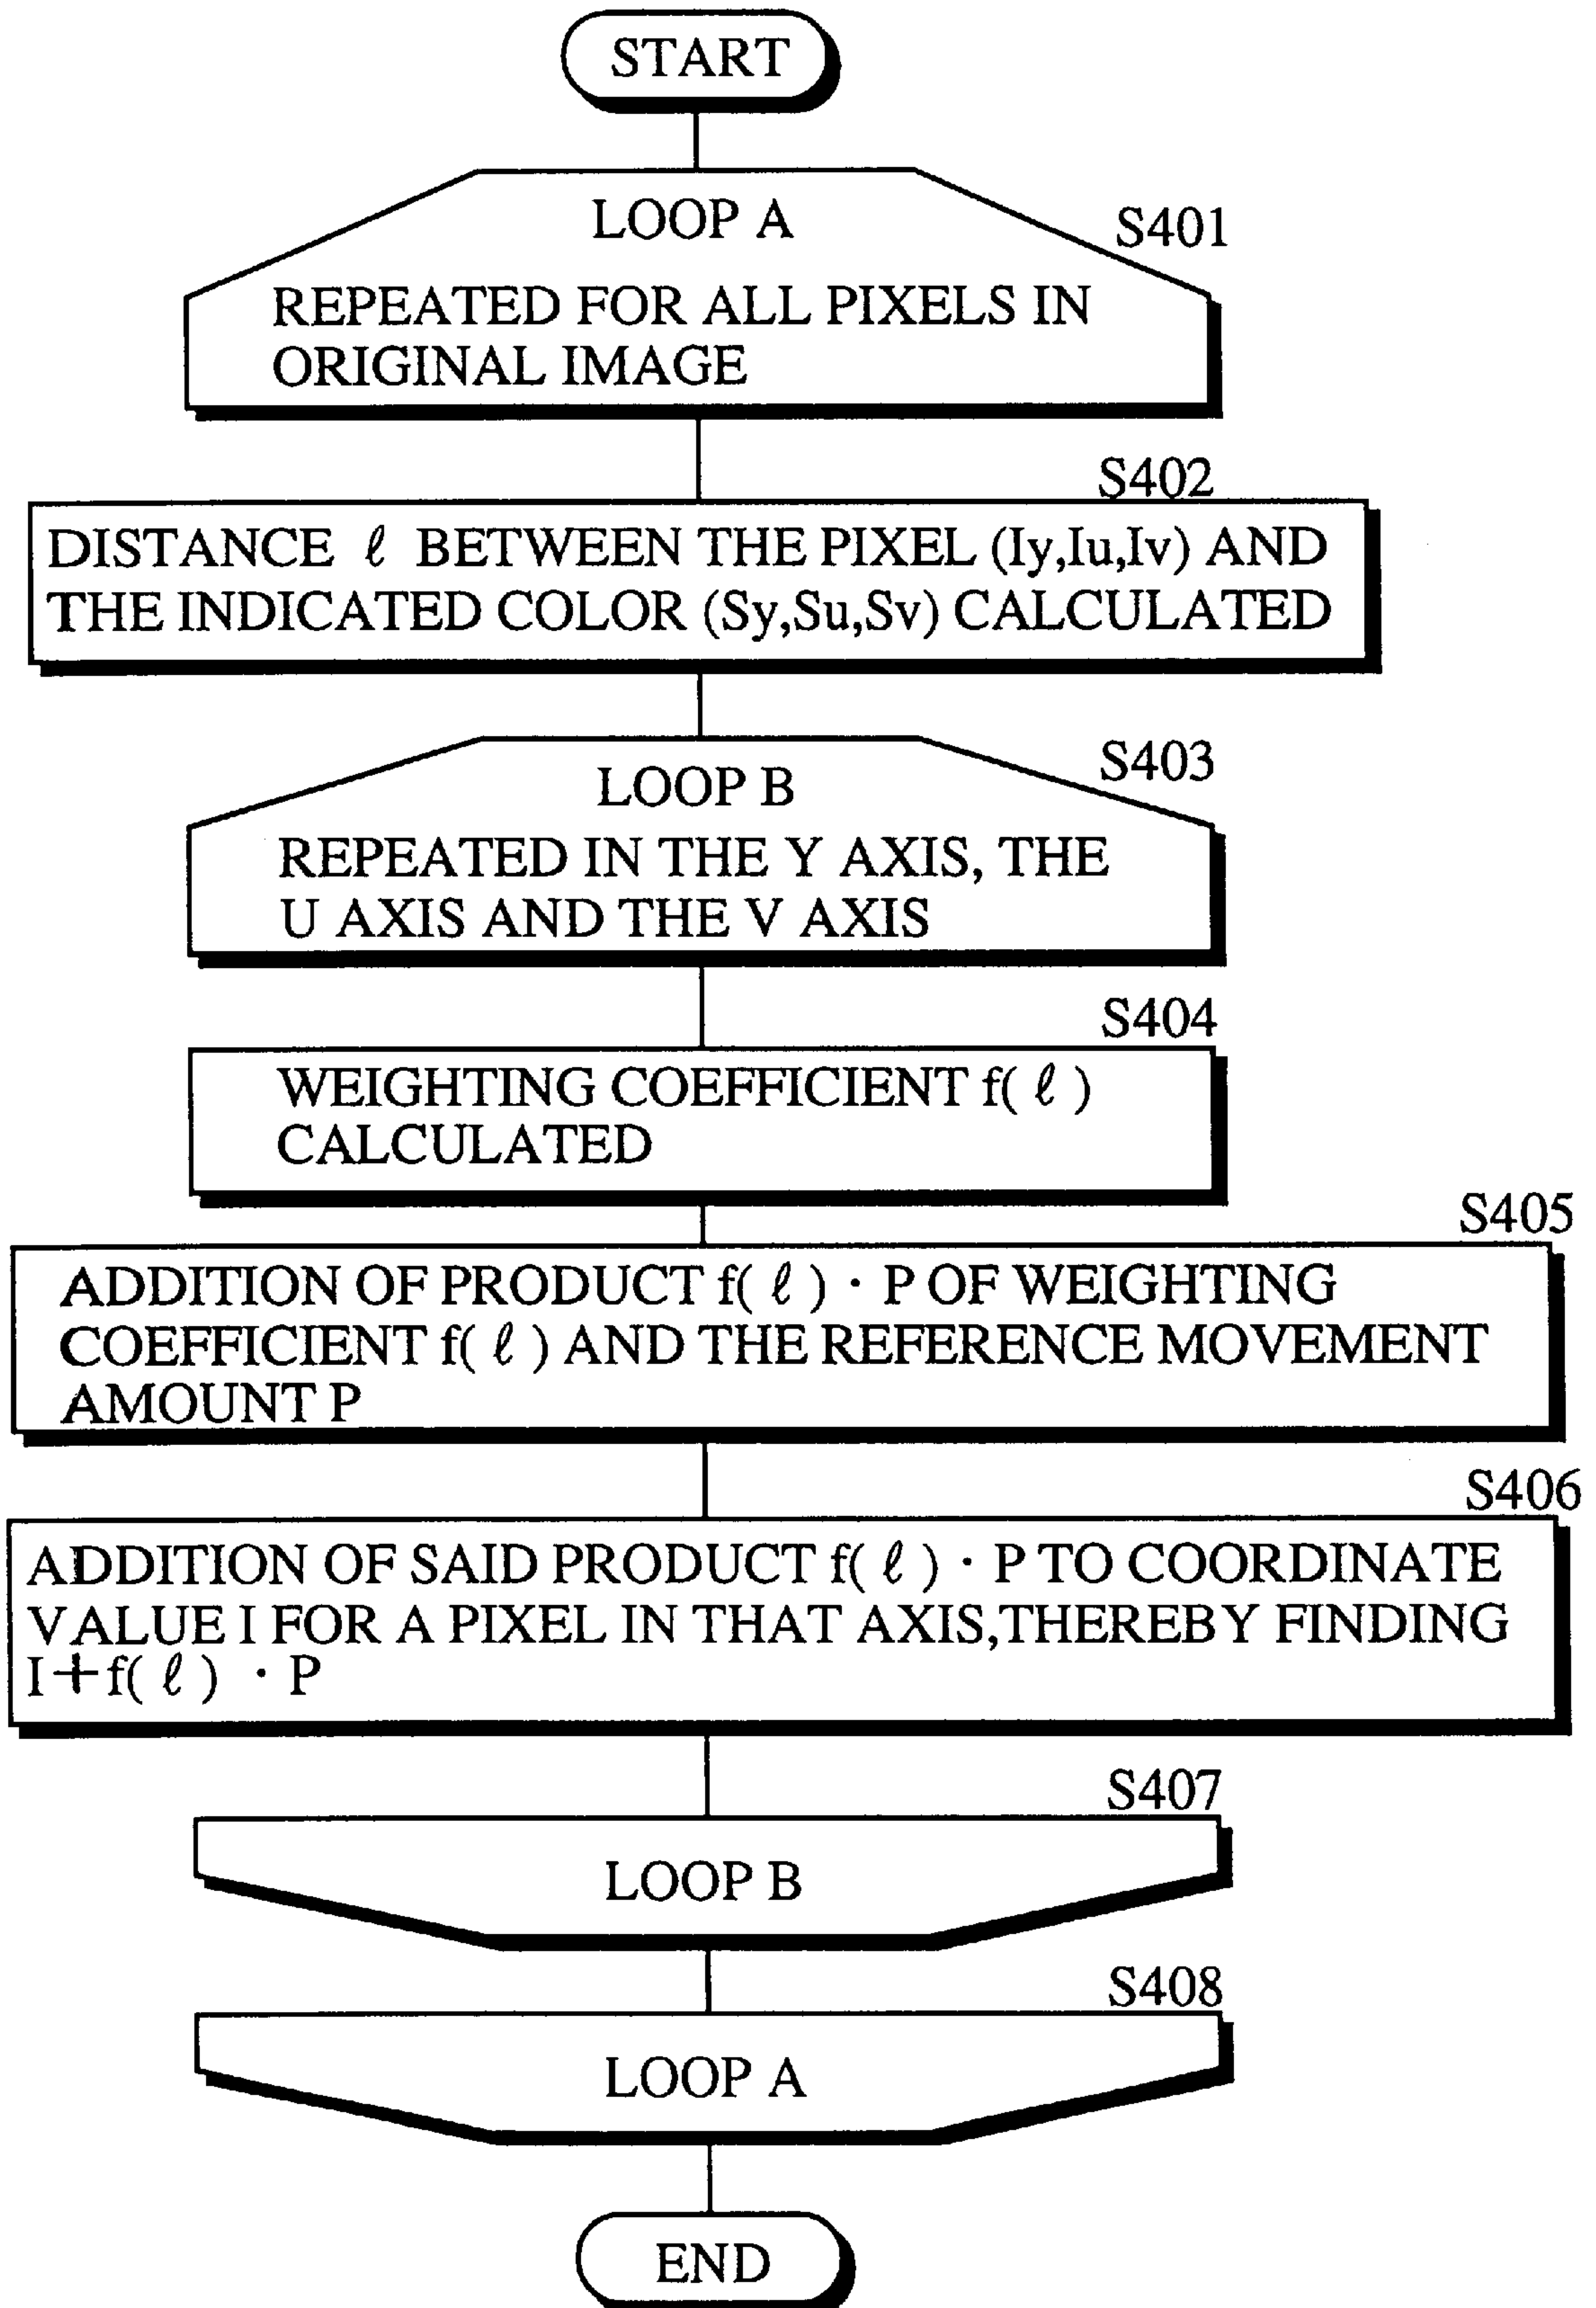 START
LOOP A
S401
REPEATED FOR ALL PIXELS IN
ORIGINAL IMAGE
S402
DISTANCE ℓ BETWEEN THE PIXEL (Iy,Iu,Iv) AND
THE INDICATED COLOR (Sy,Su,Sv) CALCULATED
S403
LOOP B
REPEATED IN THE Y AXIS, THE
U AXIS AND THE V AXIS
S404
WEIGHTING COEFFICIENT f( ℓ )
CALCULATED
S405
ADDITION OF PRODUCT f( ℓ ) · P OF WEIGHTING
COEFFICIENT f( ℓ ) AND THE REFERENCE MOVEMENT
AMOUNT P
S406
ADDITION OF SAID PRODUCT f( ℓ ) · P TO COORDINATE
VALUE I FOR A PIXEL IN THAT AXIS,THEREBY FINDING
I+f( ℓ ) · P
S407
LOOP B
S408
LOOP A
END